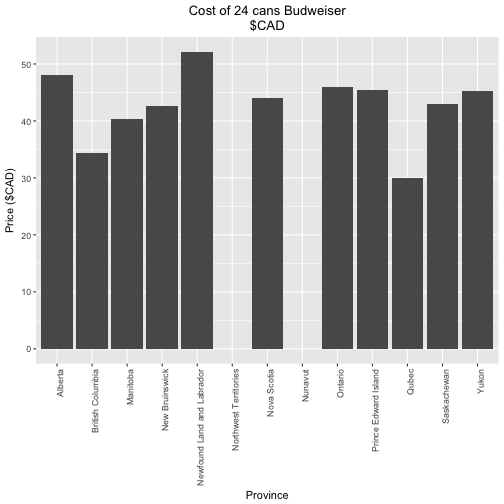 Cost of 24 cans Budweiser
$CAD
Price ($CAD)
50
40
30
20
10
0
Alberta
British Columbia
Manitoba
New Bruinswick
Newfound Land and Labrador
Northwest Territories
Nova Scotia
Nunavut
Ontario
Prince Edward Island
Qubec
Saskachewan
Yukon
Province